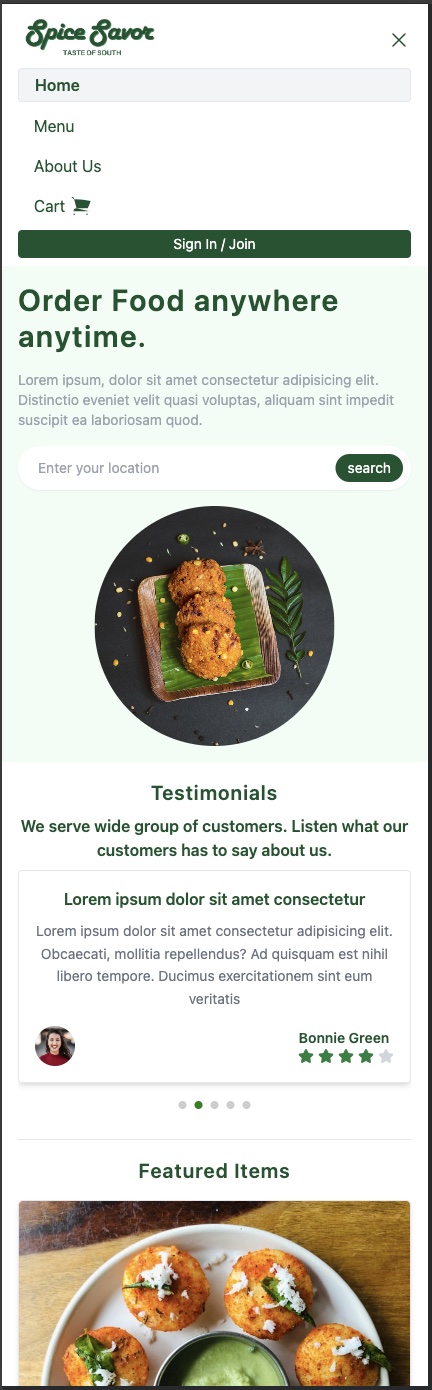 Spice Savor
TASTE OF SOUTH
Home
Menu
About Us
Cart
Sign In / Join
Order Food anywhere
anytime.
Lorem ipsum, dolor sit amet consectetur adipisicing elit.
Distinctio eveniet velit quasi voluptas, aliquam sint impedit
suscipit ea laboriosam quod.
Enter your location
search
Testimonials
We serve wide group of customers. Listen what our
customers has to say about us.
Lorem ipsum dolor sit amet consectetur
Lorem ipsum dolor sit amet consectetur adipisicing elit.
Obcaecati, mollitia repellendus? Ad quisquam est nihil
libero tempore. Ducimus exercitationem sint eum
veritatis
Bonnie Green
Featured Items